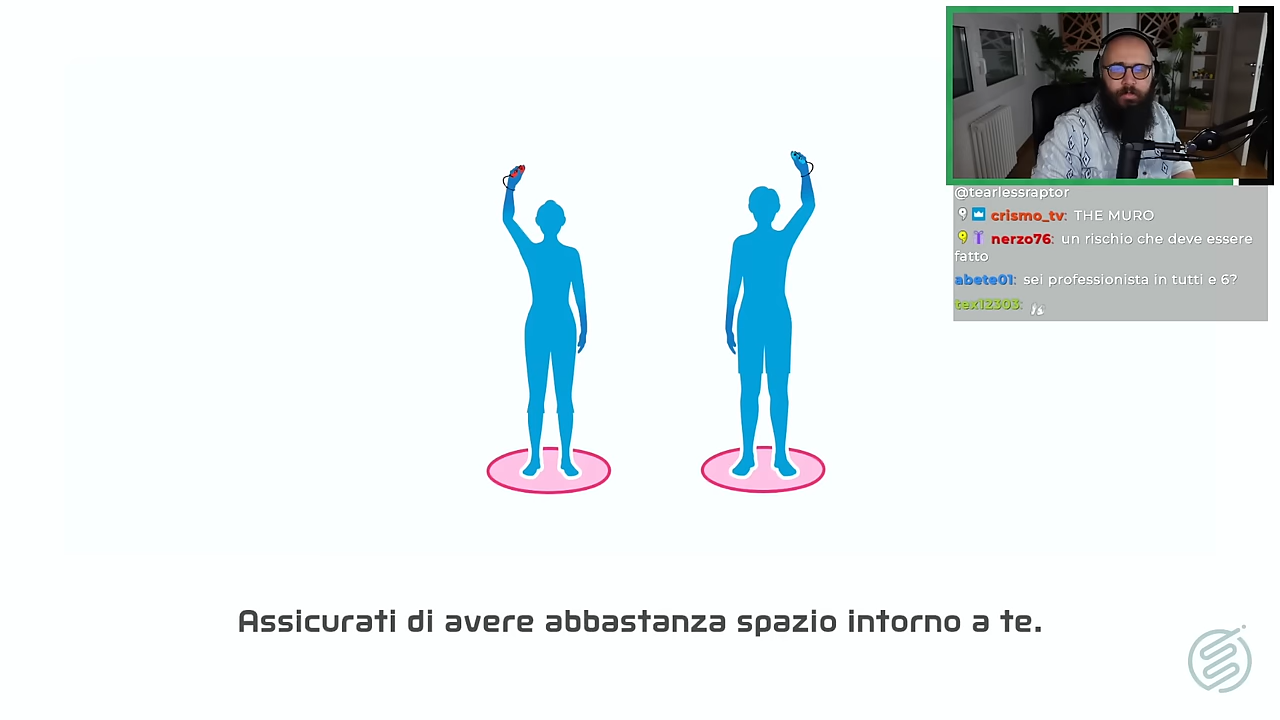 @tearlessraptor
crismo_tv: THE MURO
nerzo76: un rischio che deve essere
fatto
abete01: sei professionista in tutti e 6?
tex12303:
Assicurati di avere abbastanza spazio intorno a te.